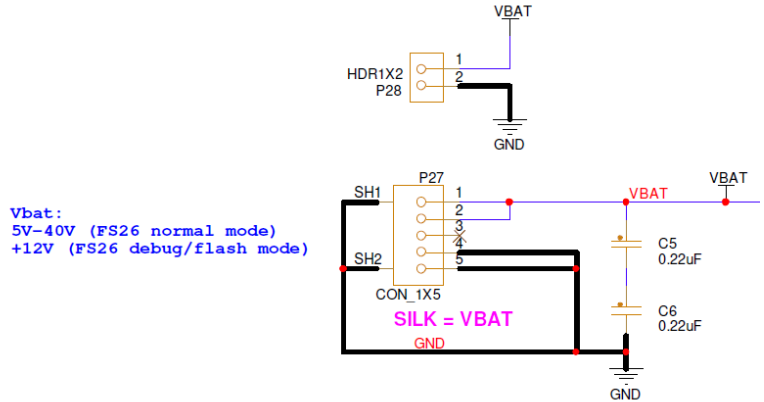 VBAT
1
HDR1X2
2
P28
GND
P27
SH1
1
VBAT
VBAT
2
Vbat:
3
5V-40V (FS26 normal mode)
C5
4
0.22uF
+12V (FS26 debug/flash mode)
SH2
5
CON_1X5
C6
SILK = VBAT
0.22uF
GND
GND